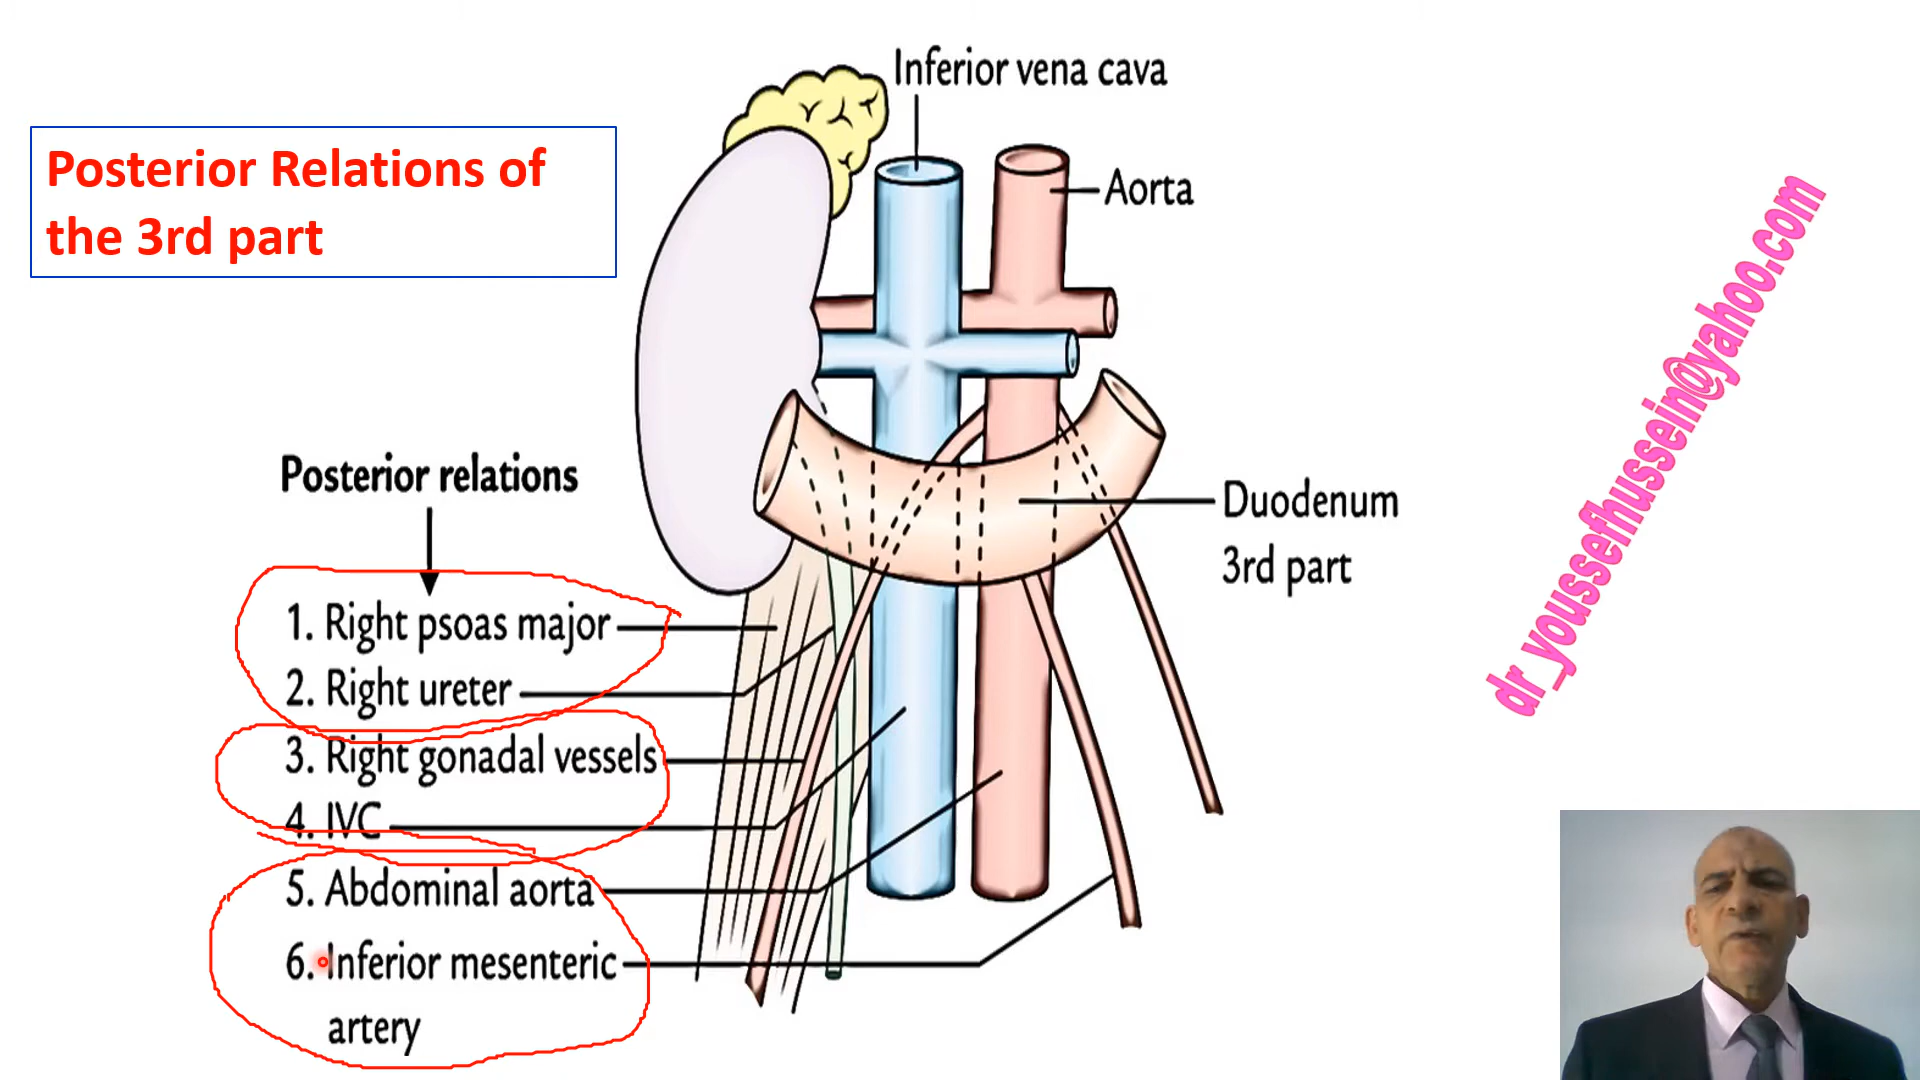 Posterior Relations of
the 3rd part
Inferior vena cava
Aorta
Posterior relations
Duodenum
3rd part
1. Right psoas major
2. Right ureter
3. Right gonadal vessels
4. IVC
5. Abdominal aorta
6. Inferior mesenteric
artery
dr_youssefhussein@yahoo.com